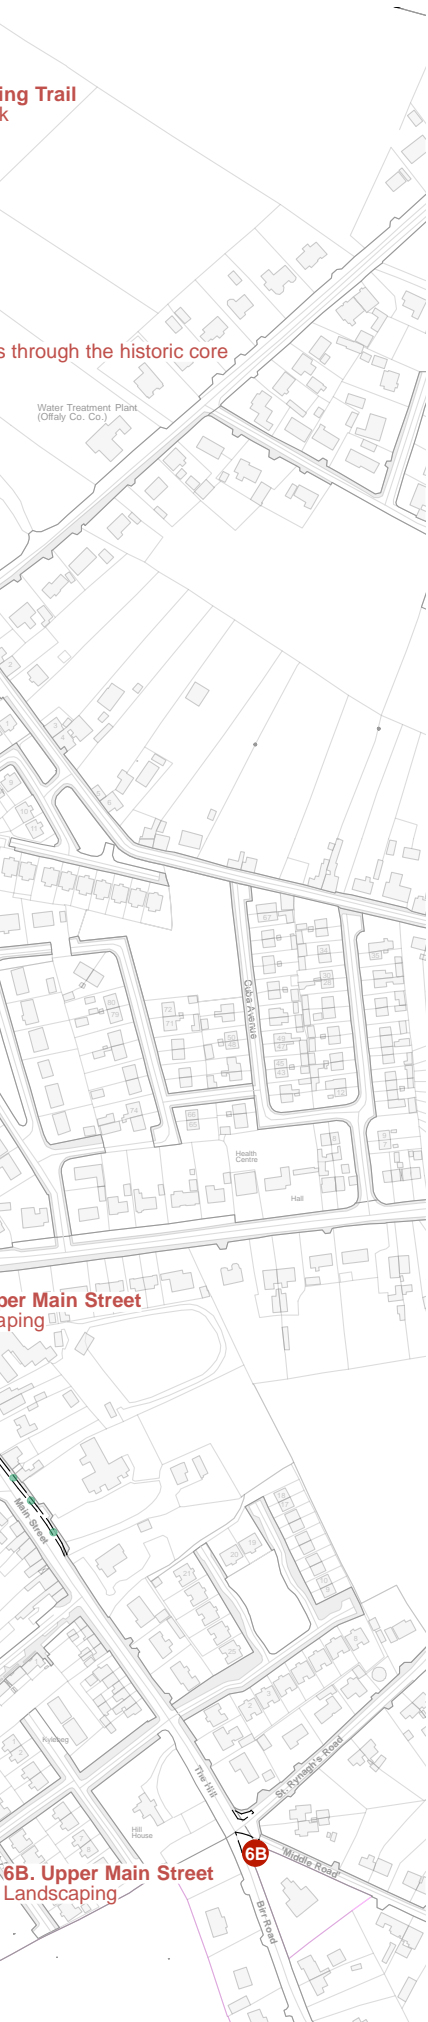 ing Trail
k
s through the historic core
Water Treatment Plant
(Offaly Co. Co.)
Cuba Avenue
Health
Centre
Hall
per Main Street
aping
Main Street
Kylebeg
The Hill
St. Rynagh's Road
Hill
House
'Middle Road'
6B
6B. Upper Main Street
Landscaping
Birr Road